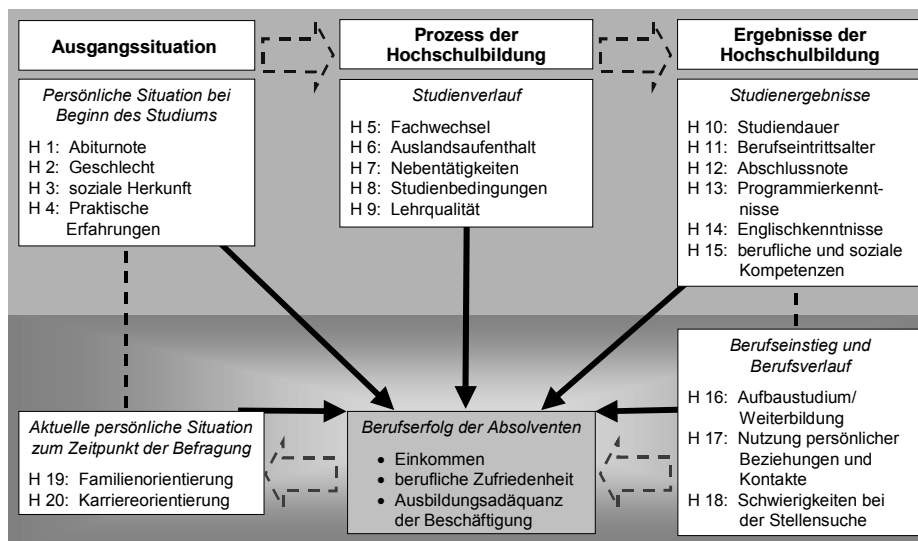 Ausgangssituation
Prozess der
Hochschulbildung
Ergebnisse der
Hochschulbildung
Persönliche Situation bei
Beginn des Studiums
H 1: Abiturnote
H 2: Geschlecht
H 3: soziale Herkunft
H 4: Praktische
Erfahrungen
Studienverlauf
H 5: Fachwechsel
H 6: Auslandsaufenthalt
H 7: Nebentätigkeiten
H 8: Studienbedingungen
H 9: Lehrqualität
Studienergebnisse
H 10: Studiendauer
H 11: Berufseintrittsalter
H 12: Abschlussnote
H 13: Programmierkennt-
nisse
H 14: Englischkenntnisse
H 15: berufliche und soziale
Kompetenzen
Aktuelle persönliche Situation
zum Zeitpunkt der Befragung
H 19: Familienorientierung
H 20: Karriereorientierung
Berufserfolg der Absolventen
• Einkommen
• berufliche Zufriedenheit
• Ausbildungsadäquanz
der Beschäftigung
Berufseinstieg und
Berufsverlauf
H 16: Aufbaustudium/
Weiterbildung
H 17: Nutzung persönlicher
Beziehungen und
Kontakte
H 18: Schwierigkeiten bei
der Stellensuche